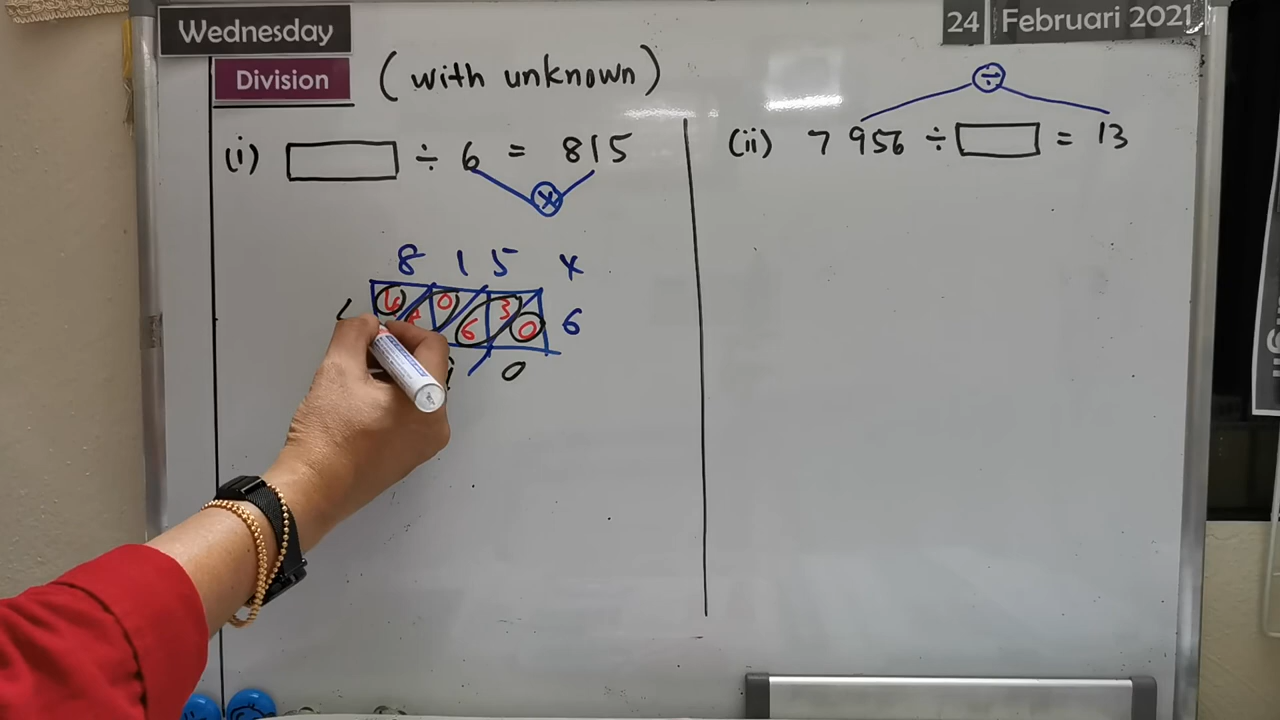 Wednesday
24 Februari 2021
Division (with unknown)
(i) ÷ 6 = 815
×
(ii) 7 956 ÷ = 13
÷
8 1 5 ×
4 0 3
6 0 6
0